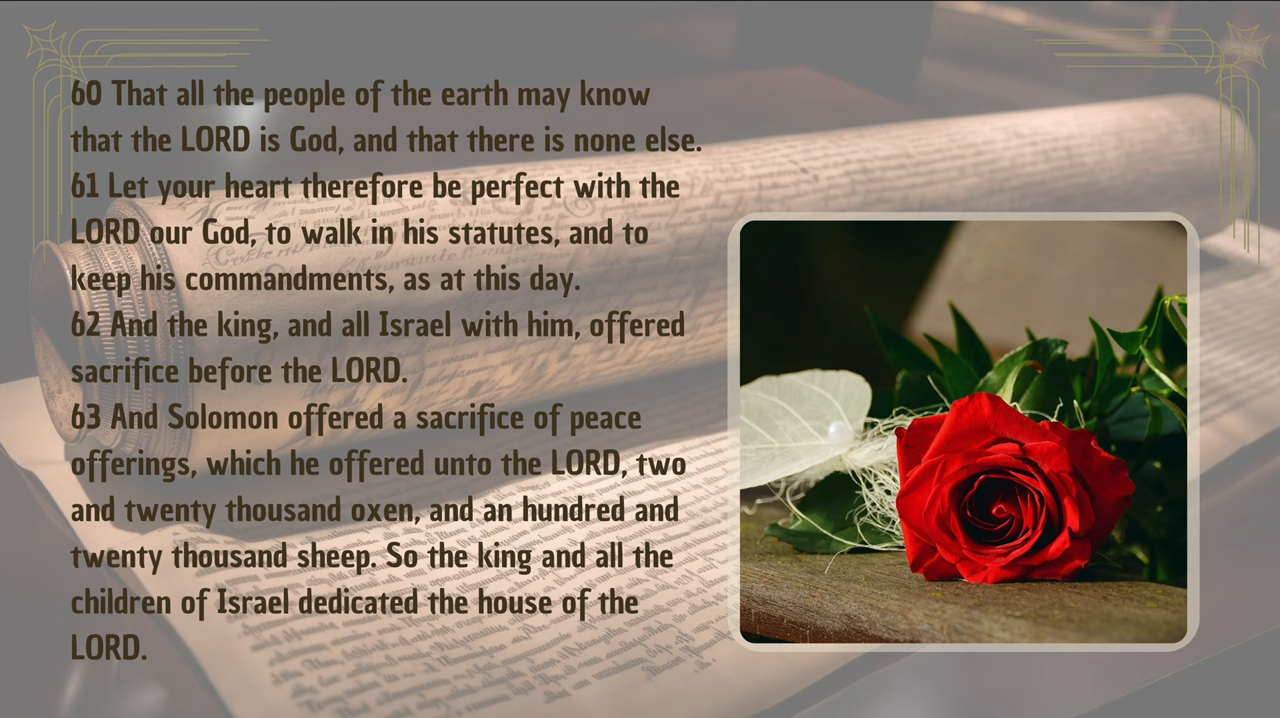 60 That all the people of the earth may know
that the LORD is God, and that there is none else.
61 Let your heart therefore be perfect with the
LORD our God, to walk in his statutes, and to
keep his commandments, as at this day.
62 And the king, and all Israel with him, offered
sacrifice before the LORD.
63 And Solomon offered a sacrifice of peace
offerings, which he offered unto the LORD, two
and twenty thousand oxen, and an hundred and
twenty thousand sheep. So the king and all the
children of Israel dedicated the house of the
LORD.